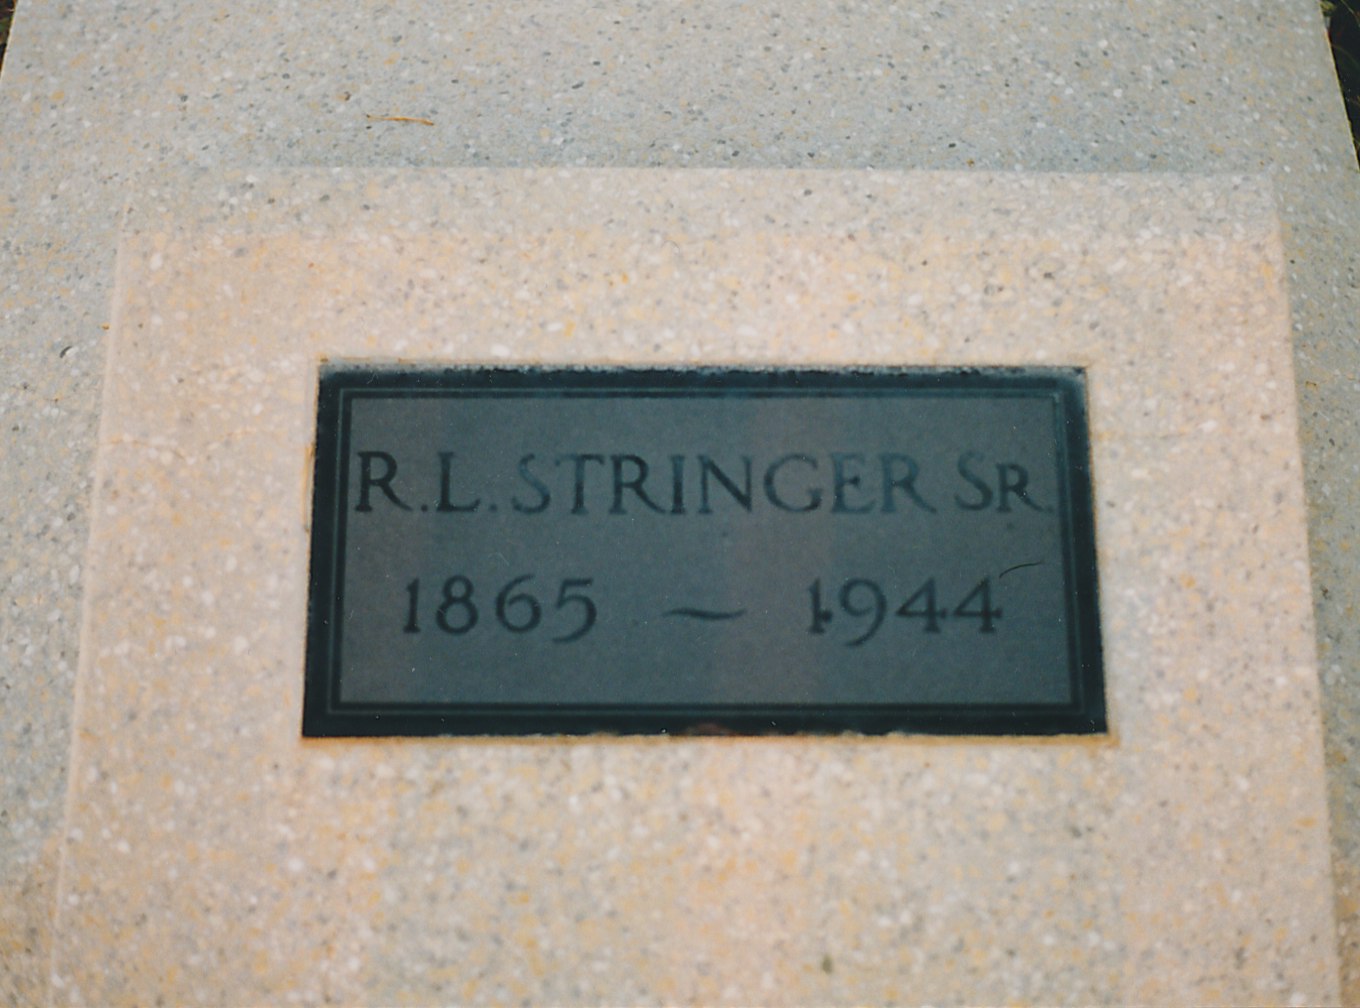 R.L. STRINGER SR.
1865 – 1944